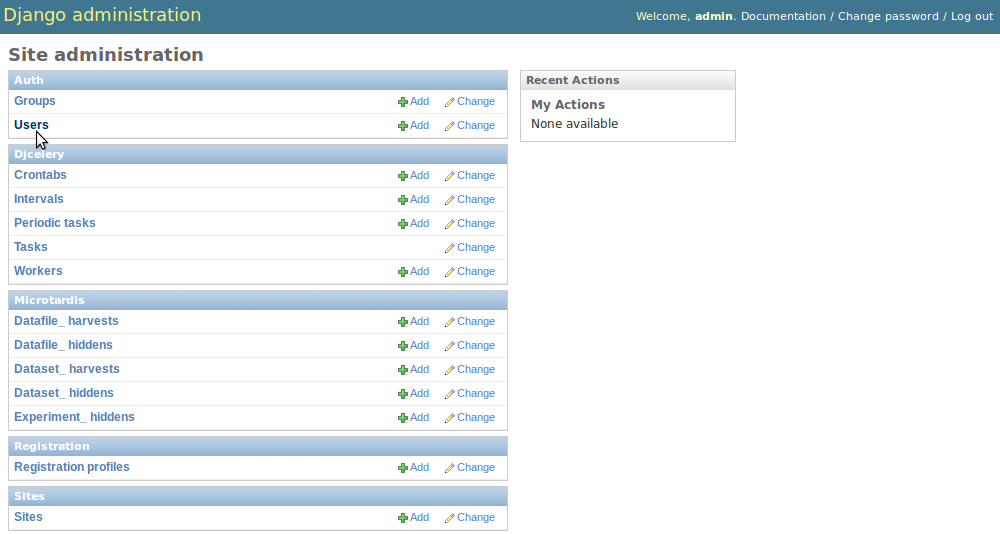 Django administration
Welcome, admin. Documentation / Change password / Log out
Site administration
Auth
Groups Add Change
Users Add Change
Djcelery
Crontabs Add Change
Intervals Add Change
Periodic tasks Add Change
Tasks Change
Workers Add Change
Microtardis
Datafile_ harvests Add Change
Datafile_ hiddens Add Change
Dataset_ harvests Add Change
Dataset_ hiddens Add Change
Experiment_ hiddens Add Change
Registration
Registration profiles Add Change
Sites
Sites Add Change
Recent Actions
My Actions
None available